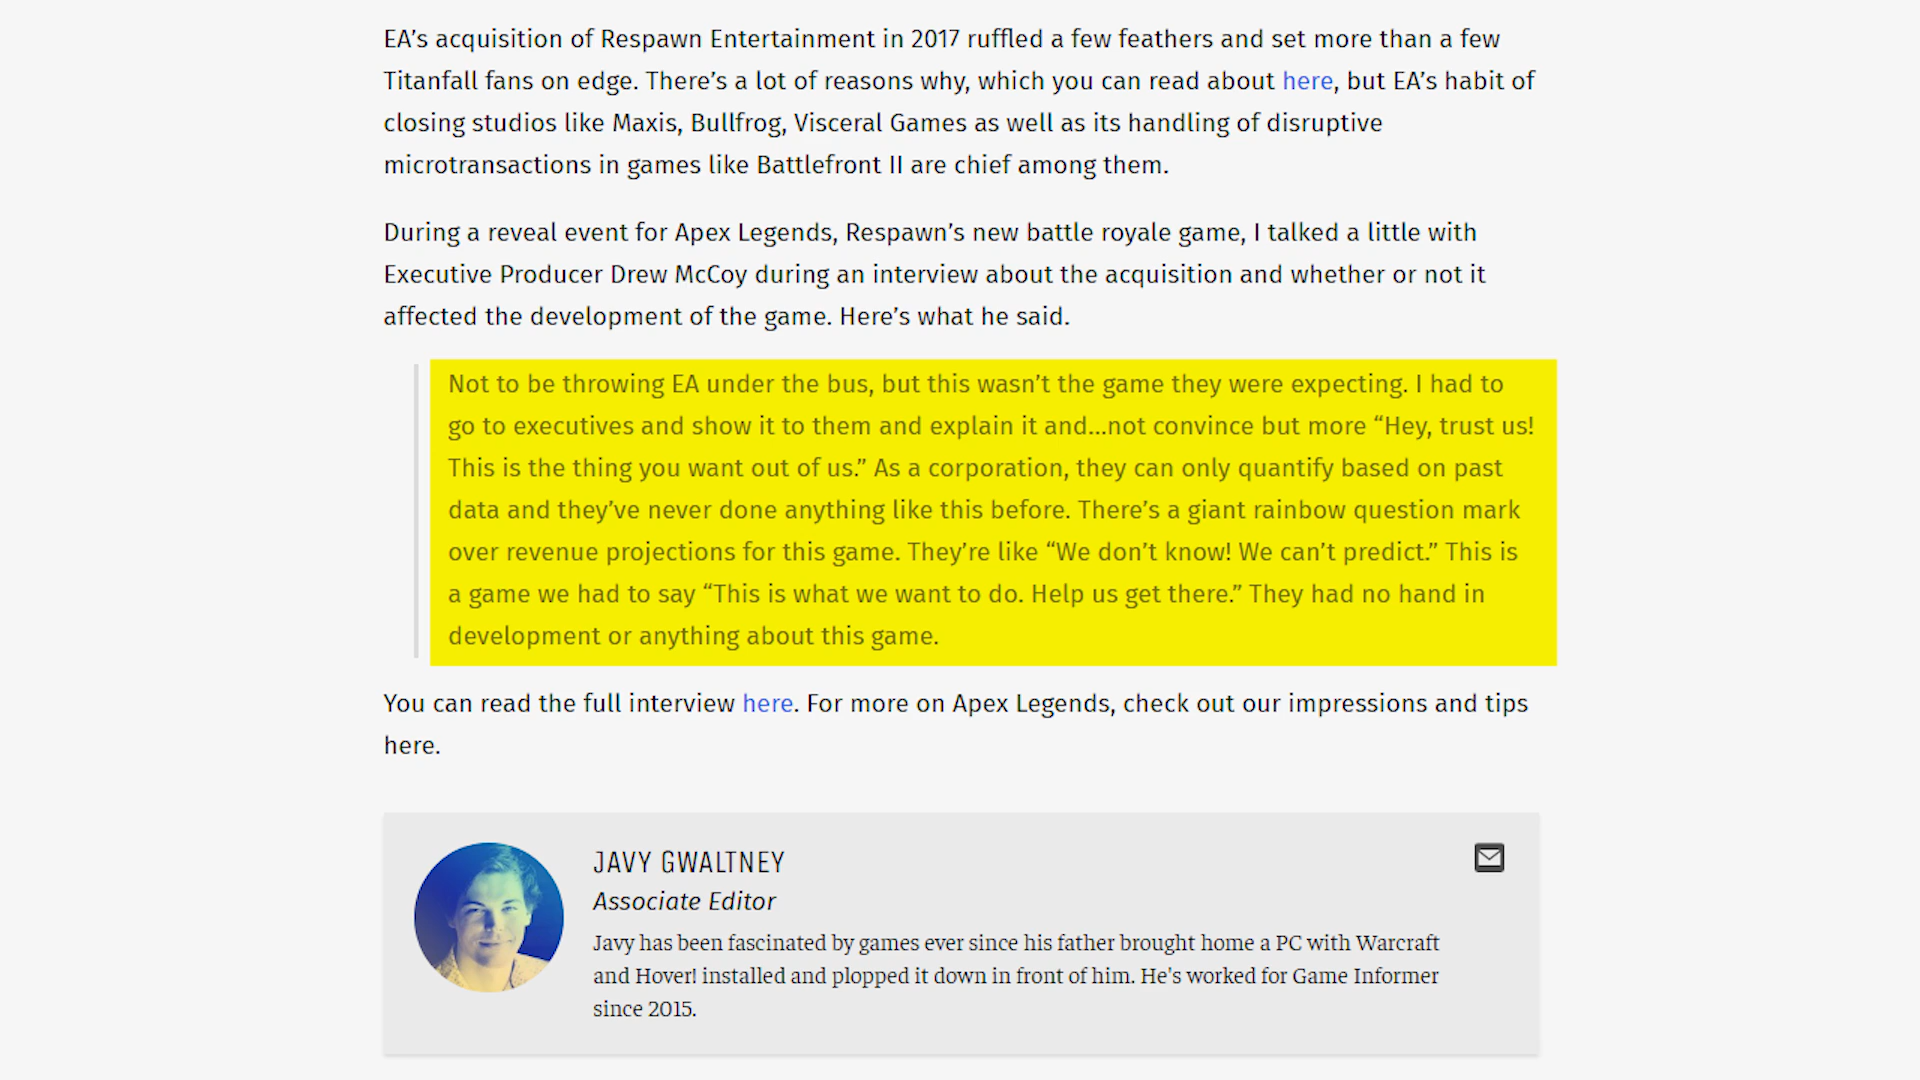 EA’s acquisition of Respawn Entertainment in 2017 ruffled a few feathers and set more than a few
Titanfall fans on edge. There’s a lot of reasons why, which you can read about here, but EA’s habit of
closing studios like Maxis, Bullfrog, Visceral Games as well as its handling of disruptive
microtransactions in games like Battlefront II are chief among them.
During a reveal event for Apex Legends, Respawn’s new battle royale game, I talked a little with
Executive Producer Drew McCoy during an interview about the acquisition and whether or not it
affected the development of the game. Here’s what he said.
Not to be throwing EA under the bus, but this wasn’t the game they were expecting. I had to
go to executives and show it to them and explain it and...not convince but more “Hey, trust us!
This is the thing you want out of us.” As a corporation, they can only quantify based on past
data and they’ve never done anything like this before. There’s a giant rainbow question mark
over revenue projections for this game. They’re like “We don’t know! We can’t predict.” This is
a game we had to say “This is what we want to do. Help us get there.” They had no hand in
development or anything about this game.
You can read the full interview here. For more on Apex Legends, check out our impressions and tips
here.
JAVY GWALTNEY
Associate Editor
Javy has been fascinated by games ever since his father brought home a PC with Warcraft
and Hover! installed and plopped it down in front of him. He's worked for Game Informer
since 2015.